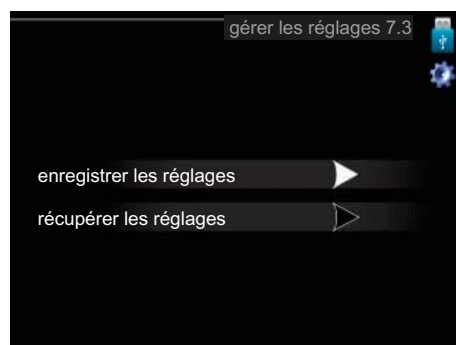 gérer les réglages 7.3
enregistrer les réglages
récupérer les réglages